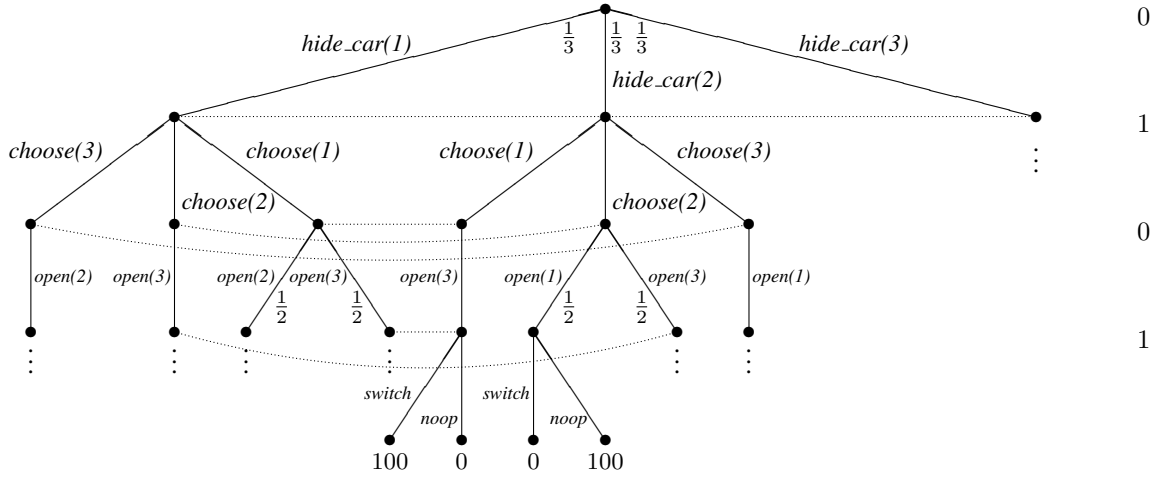 0
1/3 1/3 1/3
hide_car(1) hide_car(3)
hide_car(2)
1
choose(3) choose(1) choose(1) choose(3)
⋮
choose(2) choose(2)
0
open(2) open(3) open(2) open(3) open(3) open(1) open(3) open(1)
1/2 1/2 1/2 1/2
1
⋮ ⋮ ⋮ ⋮ ⋮ ⋮
switch switch
noop noop
100 0 0 100